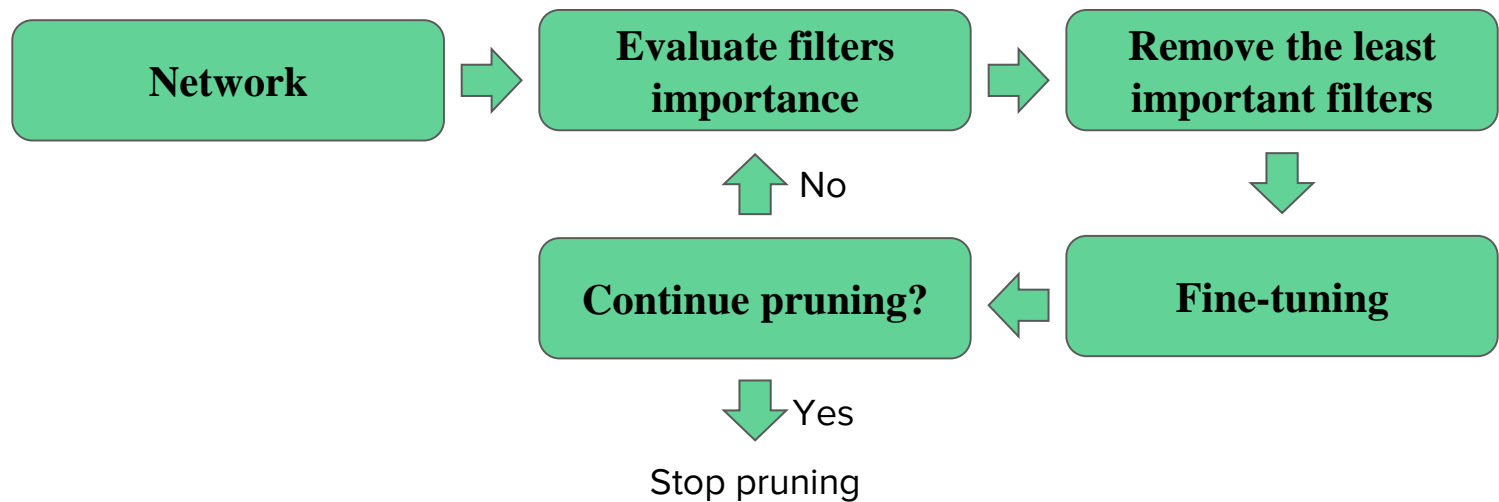 Network
Evaluate filters
importance
Remove the least
important filters
No
Continue pruning?
Fine-tuning
Yes
Stop pruning